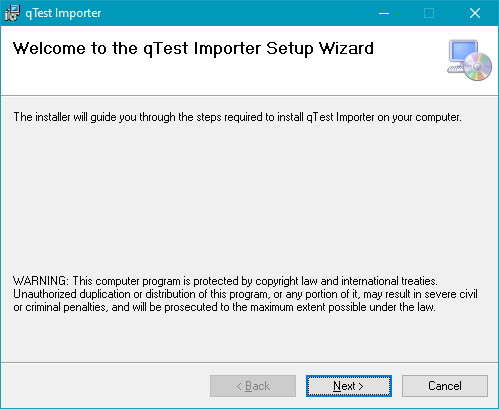 qTest Importer
Welcome to the qTest Importer Setup Wizard
The installer will guide you through the steps required to install qTest Importer on your computer.
WARNING: This computer program is protected by copyright law and international treaties.
Unauthorized duplication or distribution of this program, or any portion of it, may result in severe civil
or criminal penalties, and will be prosecuted to the maximum extent possible under the law.
< Back
Next >
Cancel